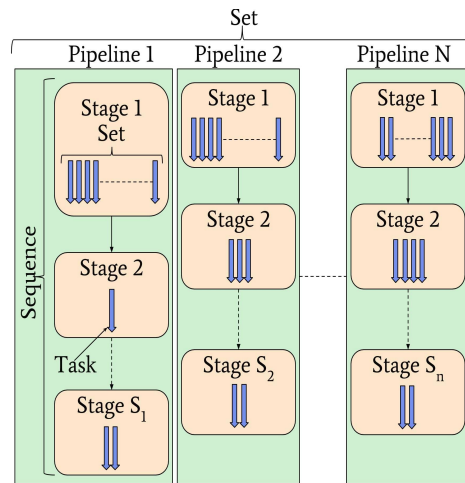 Set
Pipeline 1
Pipeline 2
Pipeline N
Sequence
Stage 1
Set
Stage 2
Task
Stage S₁
Stage 1
Stage 2
Stage S₂
Stage 1
Stage 2
Stage Sₙ